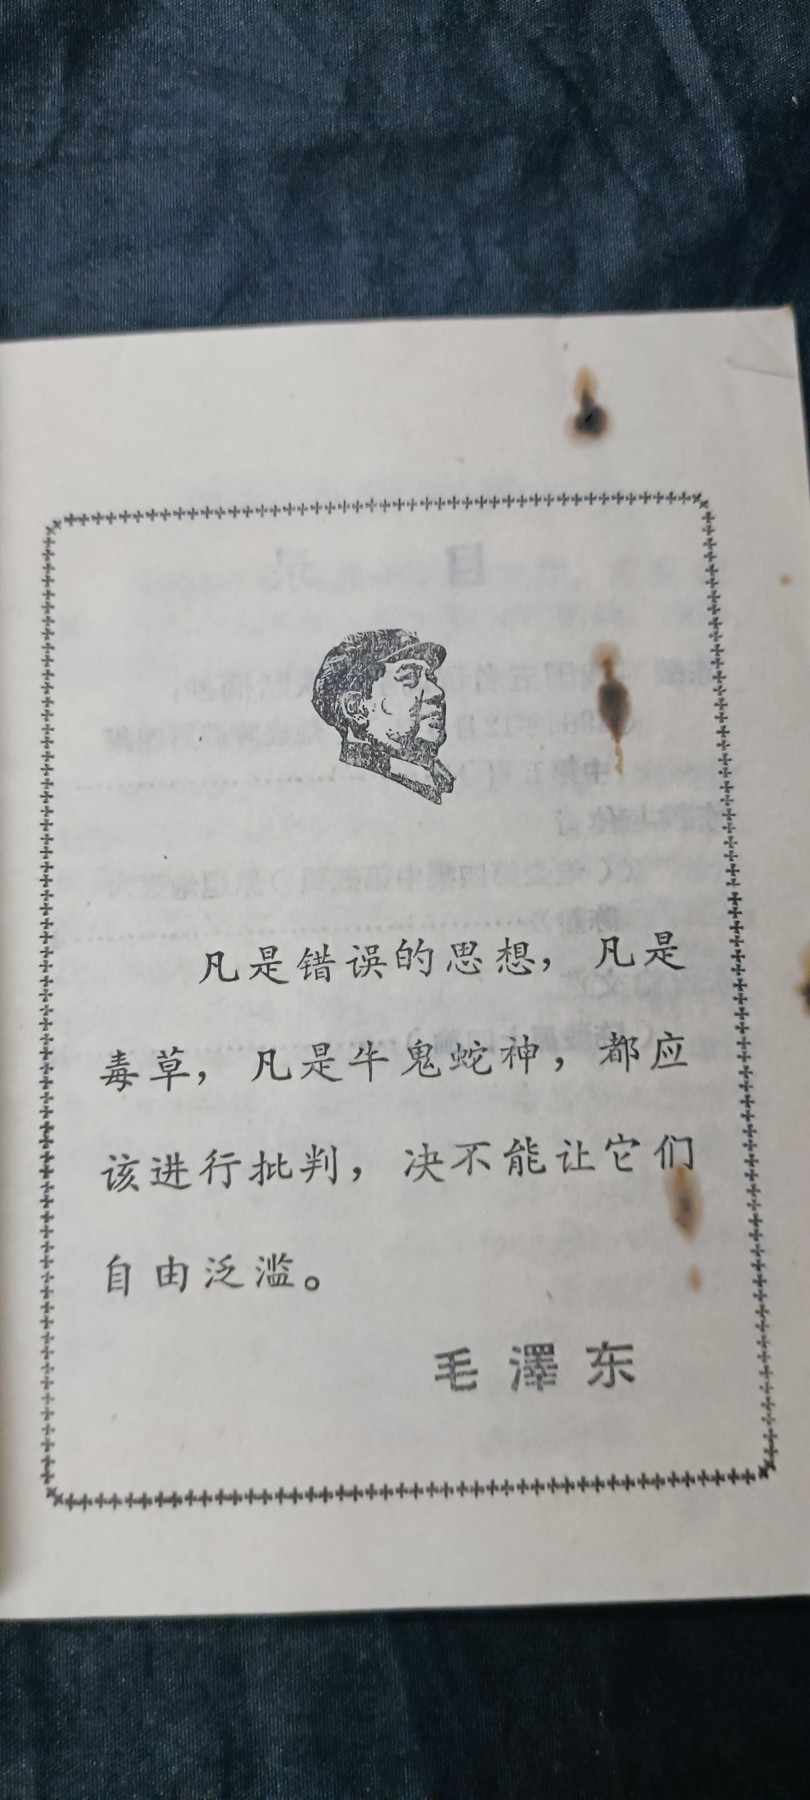 凡是错误的思想，凡是
毒草，凡是牛鬼蛇神，都应
该进行批判，决不能让它们
自由泛滥。
毛澤东